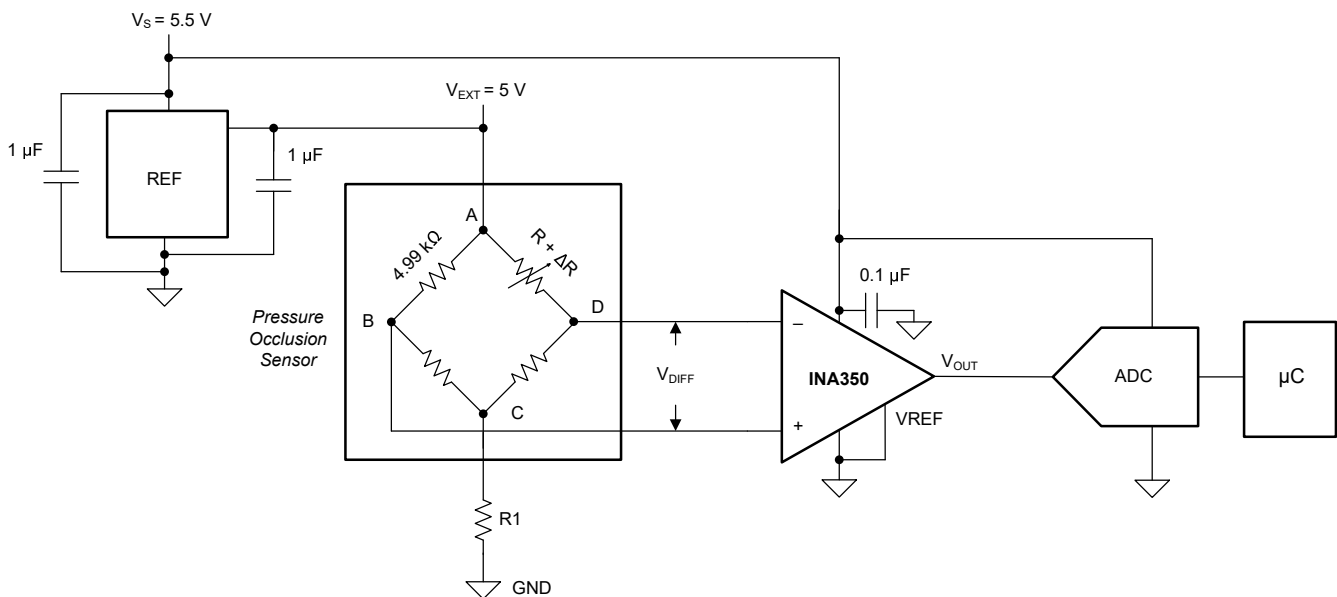 V_S = 5.5 V
V_EXT = 5 V
1 µF
REF
1 µF
A
4.99 kΩ
R + ΔR
B
D
Pressure
Occlusion
Sensor
C
R1
GND
V_DIFF
0.1 µF
–
+
INA350
V_OUT
VREF
ADC
µC